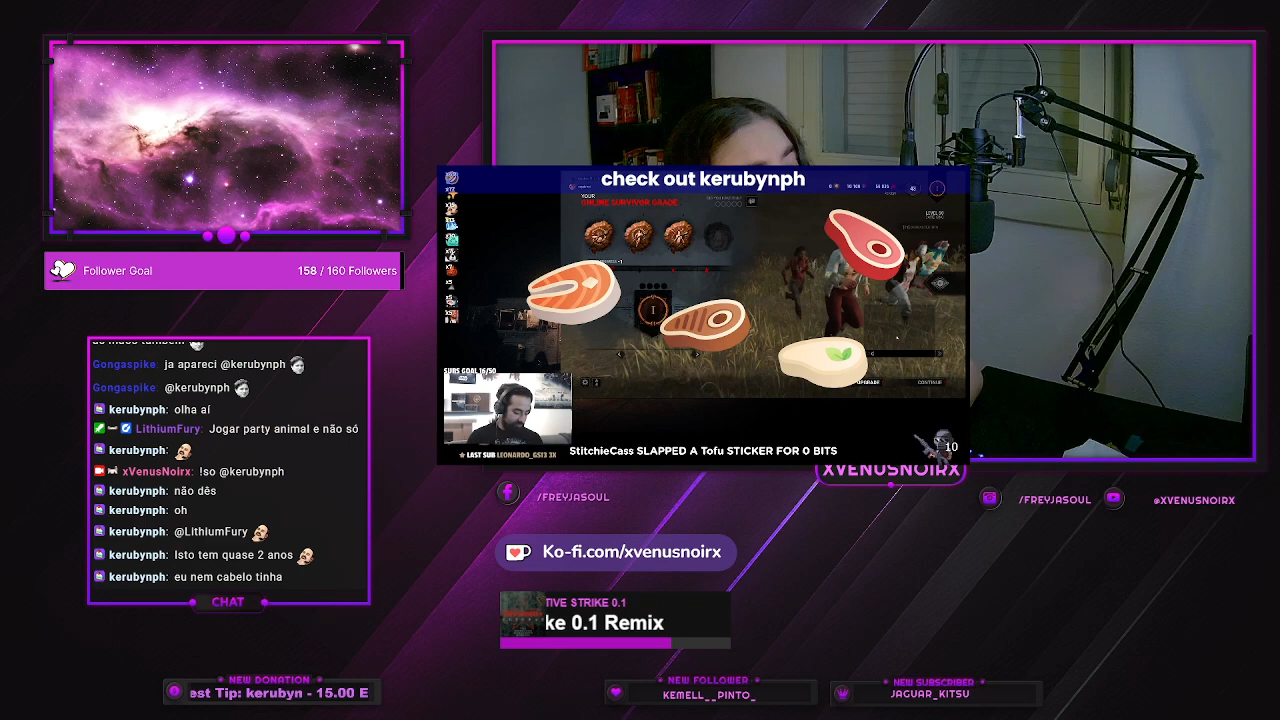 Follower Goal
158 / 160 Followers
Gongaspike: ja apareci @kerubynph
Gongaspike: @kerubynph
kerubynph: olha aí
LithiumFury: Jogar party animal e não só
kerubynph:
xVenusNoirx: !so @kerubynph
kerubynph: não dês
kerubynph: oh
kerubynph: @LithiumFury
kerubynph: Isto tem quase 2 anos
kerubynph: eu nem cabelo tinha
CHAT
check out kerubynph
YOUR
ONLINE SURVIVOR GRADE
I
CONTINUE
SUBS GOAL 16/50
LAST SUB LEONARDO_GS13 3X
StitchieCass SLAPPED A Tofu STICKER FOR 0 BITS
10
XVENUSNOIRX
/FREYJASOUL
/FREYJASOUL
@XVENUSNOIRX
Ko-fi.com/xvenusnoirx
TIVE STRIKE 0.1
ke 0.1 Remix
NEW DONATION
est Tip: kerubyn - 15.00 E
NEW FOLLOWER
KEMELL__PINTO_
NEW SUBSCRIBER
JAGUAR_KITSU